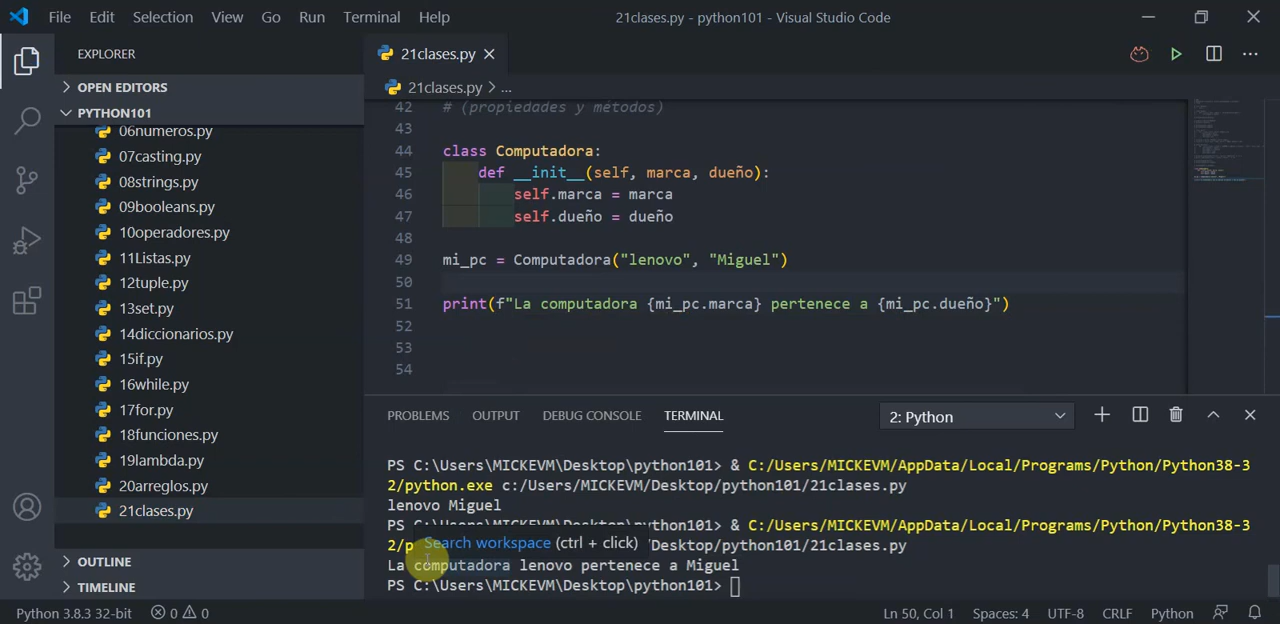 File Edit Selection View Go Run Terminal Help 21clases.py - python101 - Visual Studio Code
EXPLORER
OPEN EDITORS
PYTHON101
06numeros.py
07casting.py
08strings.py
09booleans.py
10operadores.py
11Listas.py
12tuple.py
13set.py
14diccionarios.py
15if.py
16while.py
17for.py
18funciones.py
19lambda.py
20arreglos.py
21clases.py
OUTLINE
TIMELINE
21clases.py
21clases.py > ...
42 # (propiedades y métodos)
43
44 class Computadora:
45 def __init__(self, marca, dueño):
46 self.marca = marca
47 self.dueño = dueño
48
49 mi_pc = Computadora("lenovo", "Miguel")
50
51 print(f"La computadora {mi_pc.marca} pertenece a {mi_pc.dueño}")
52
53
54
PROBLEMS OUTPUT DEBUG CONSOLE TERMINAL 2: Python
PS C:\Users\MICKEVM\Desktop\python101> & C:/Users/MICKEVM/AppData/Local/Programs/Python/Python38-3
2/python.exe c:/Users/MICKEVM/Desktop/python101/21clases.py
lenovo Miguel
PS C:\Users\MICKEVM\Desktop\python101> & C:/Users/MICKEVM/AppData/Local/Programs/Python/Python38-3
2/p Search workspace (ctrl + click) /Desktop/python101/21clases.py
La computadora lenovo pertenece a Miguel
PS C:\Users\MICKEVM\Desktop\python101>
Python 3.8.3 32-bit 0 0 Ln 50, Col 1 Spaces: 4 UTF-8 CRLF Python